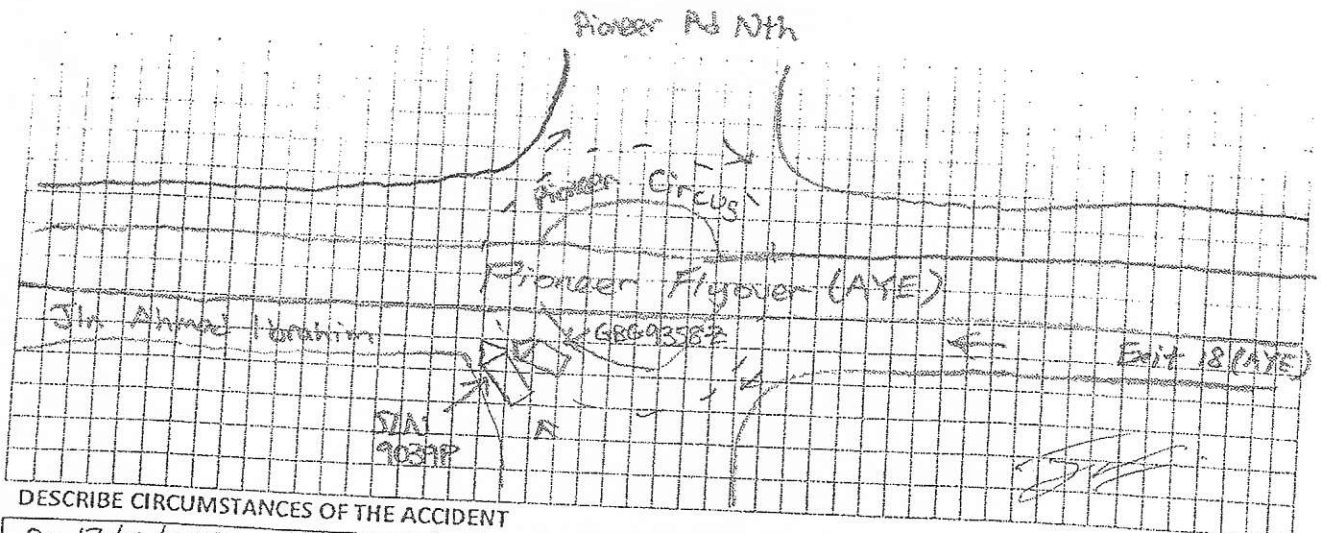 Pioneer Rd Nth
Pioneer Circus
Pioneer Flyover (AYE)
Jln Ahmad Ibrahim
GBG9358Z
Exit 18 (AYE)
9039P
DESCRIBE CIRCUMSTANCES OF THE ACCIDENT